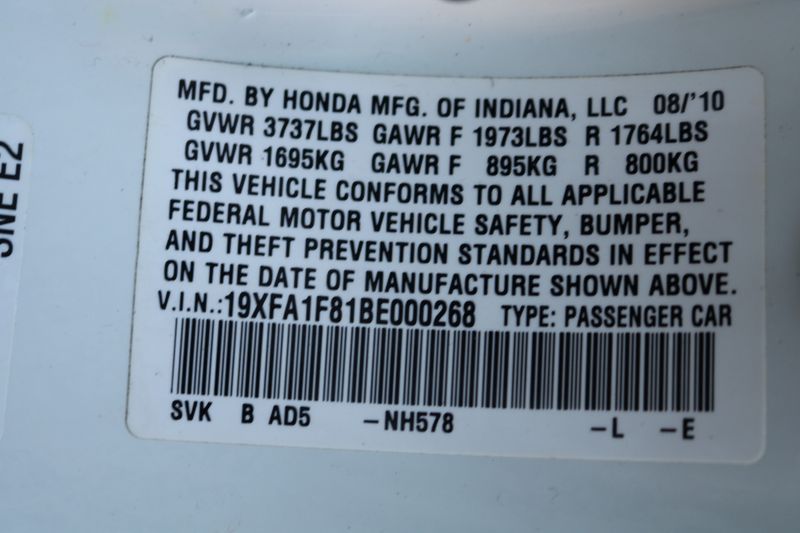 MFD. BY HONDA MFG. OF INDIANA, LLC 08/'10
GVWR 3737LBS GAWR F 1973LBS R 1764LBS
GVWR 1695KG GAWR F 895KG R 800KG
THIS VEHICLE CONFORMS TO ALL APPLICABLE
FEDERAL MOTOR VEHICLE SAFETY, BUMPER,
AND THEFT PREVENTION STANDARDS IN EFFECT
ON THE DATE OF MANUFACTURE SHOWN ABOVE.
V.I.N.:19XFA1F81BE000268 TYPE: PASSENGER CAR
SVK B AD5 -NH578 -L -E
E2